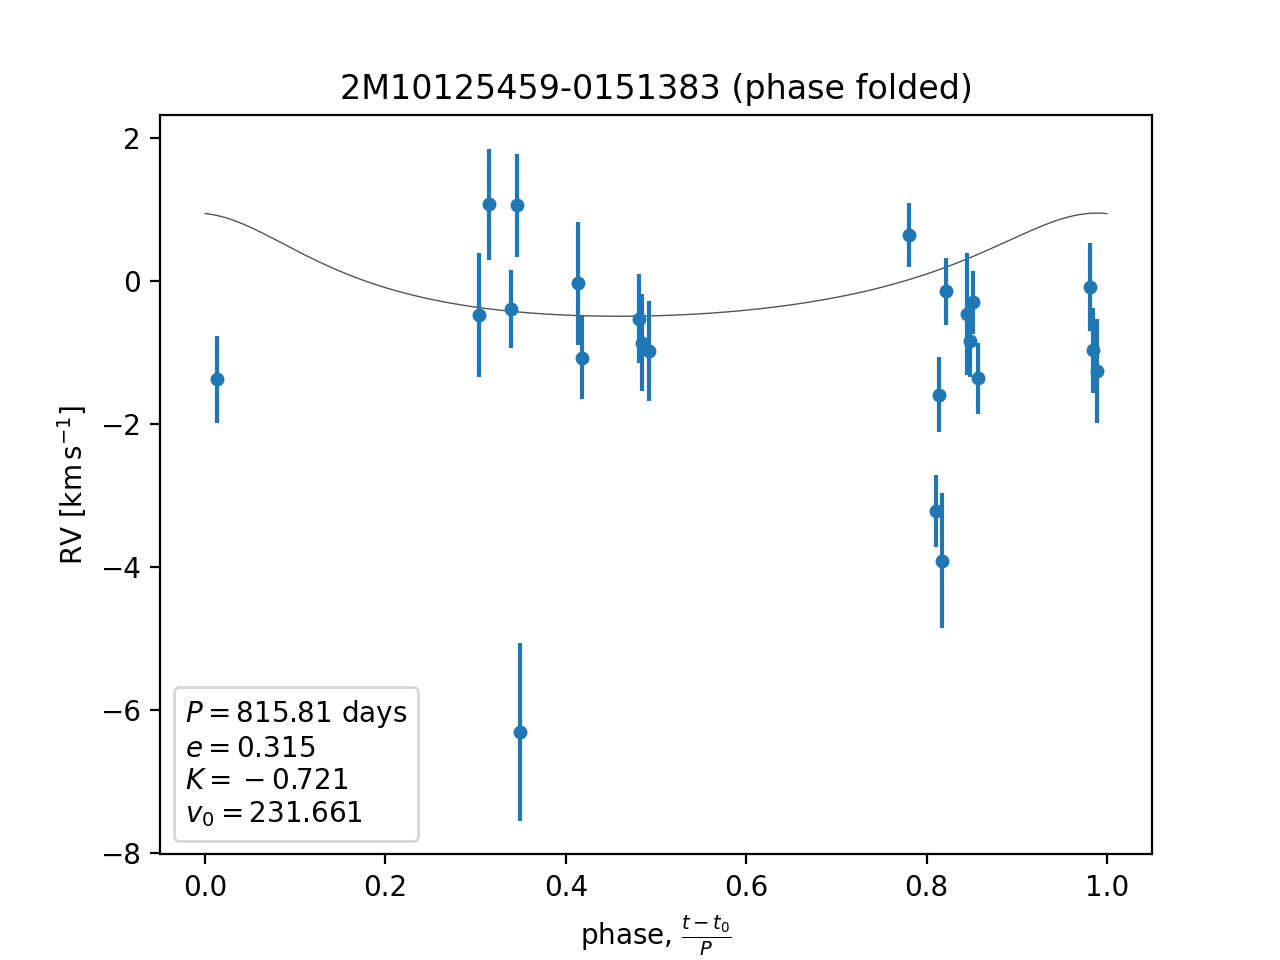 2M10125459-0151383 (phase folded)
2
0
−2
−4
−6
−8
RV [km s⁻¹]
P = 815.81 days
e = 0.315
K = −0.721
v₀ = 231.661
0.0 0.2 0.4 0.6 0.8 1.0
phase, (t − t₀)/P